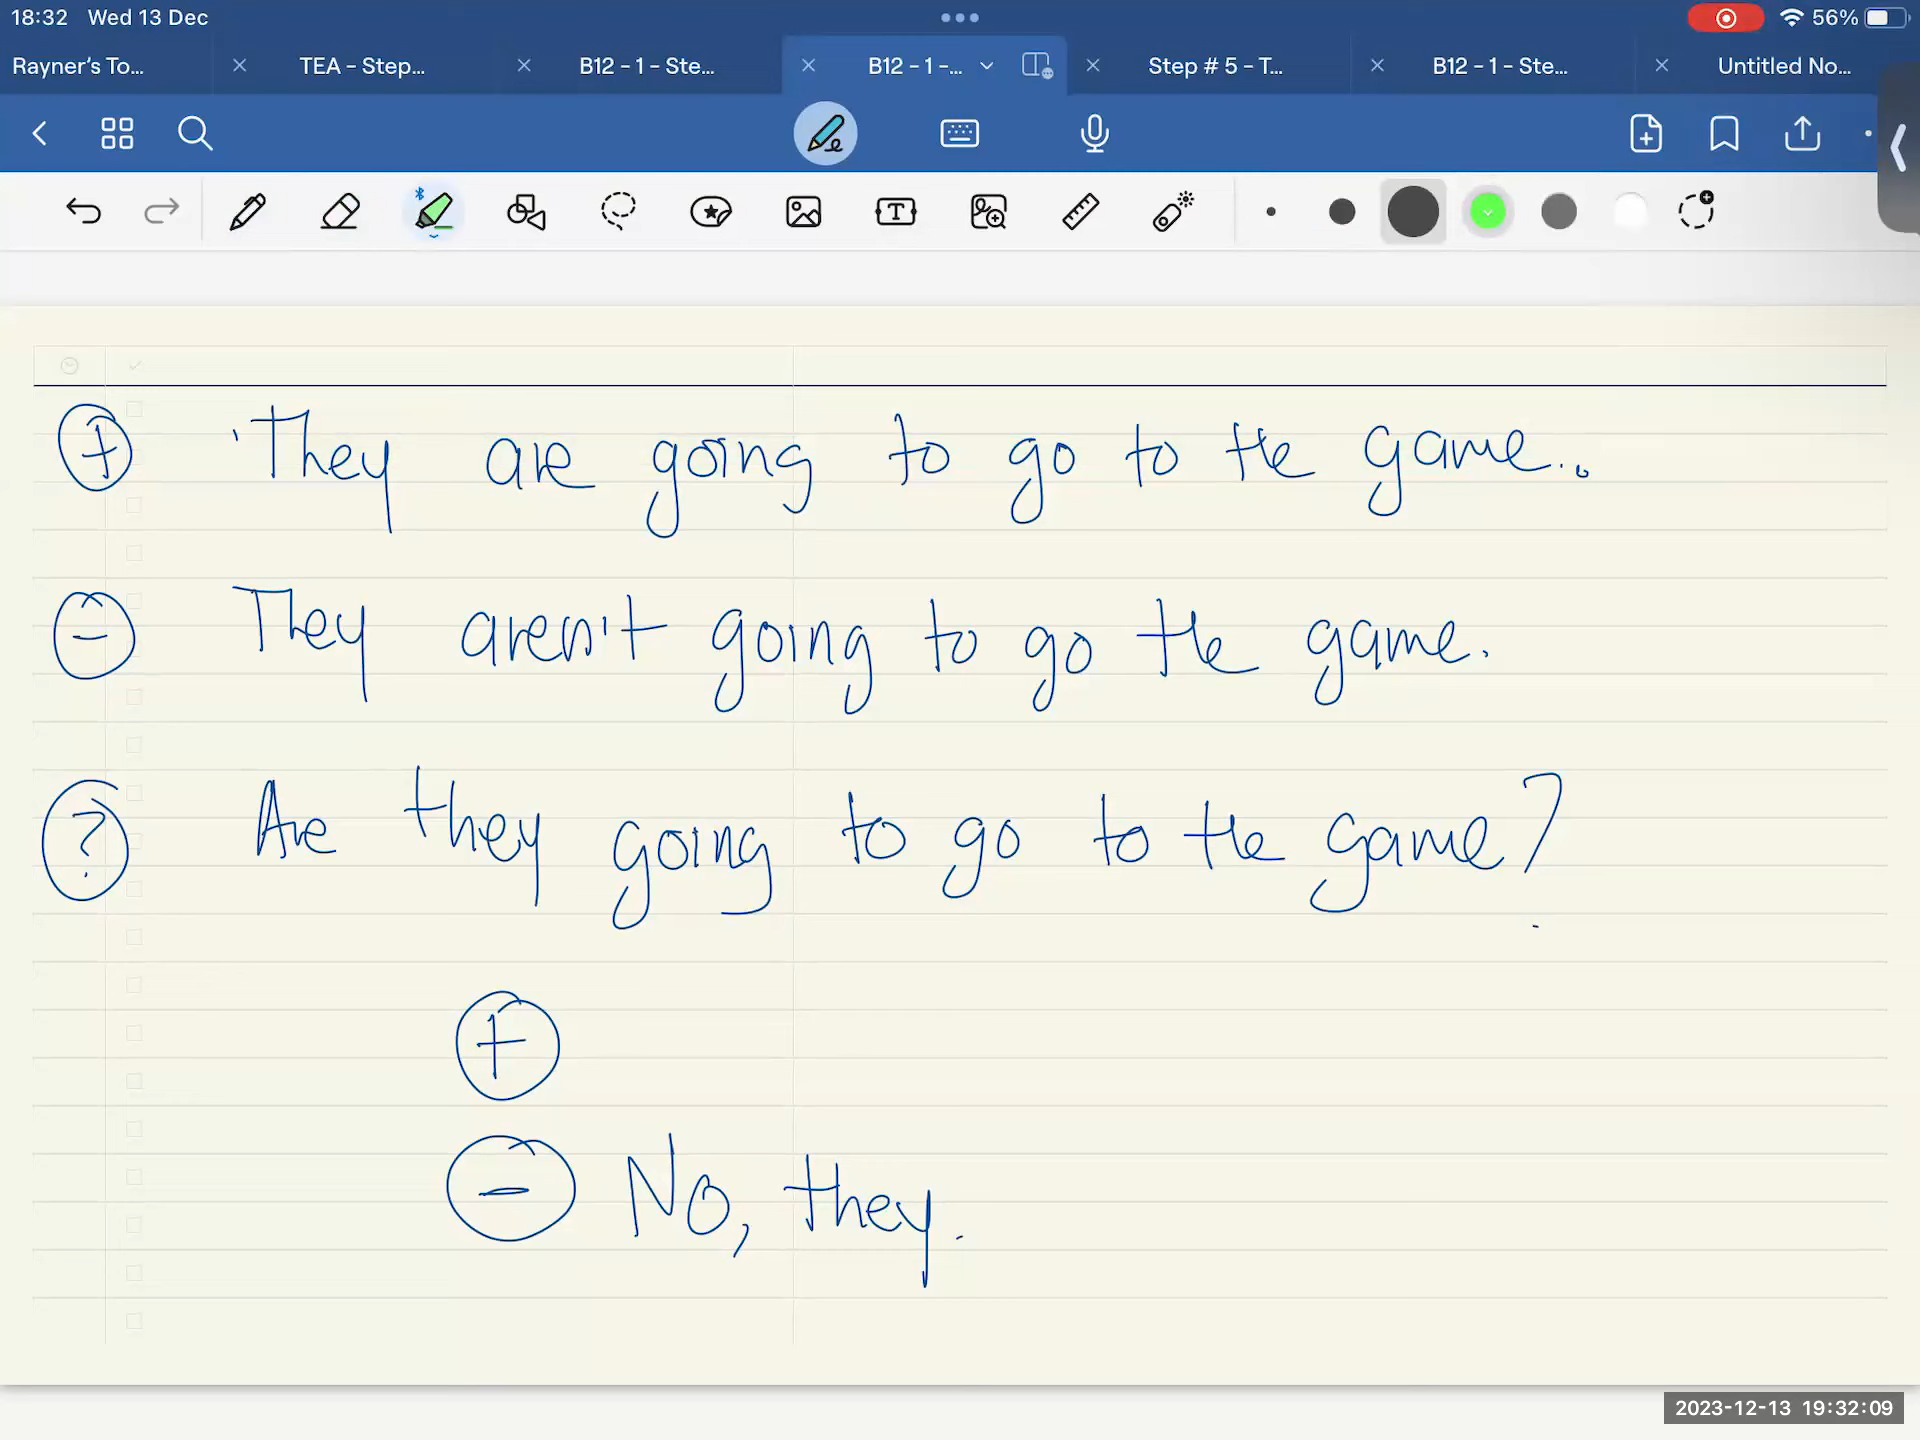 18:32 Wed 13 Dec 56%
Rayner's To... TEA - Step... B12 - 1 - Ste... B12 - 1 -... Step # 5 - T... B12 - 1 - Ste... Untitled No...
+ They are going to go to the game.
- They aren't going to go the game.
? Are they going to go to the game?
+
- No, they.
2023-12-13 19:32:09